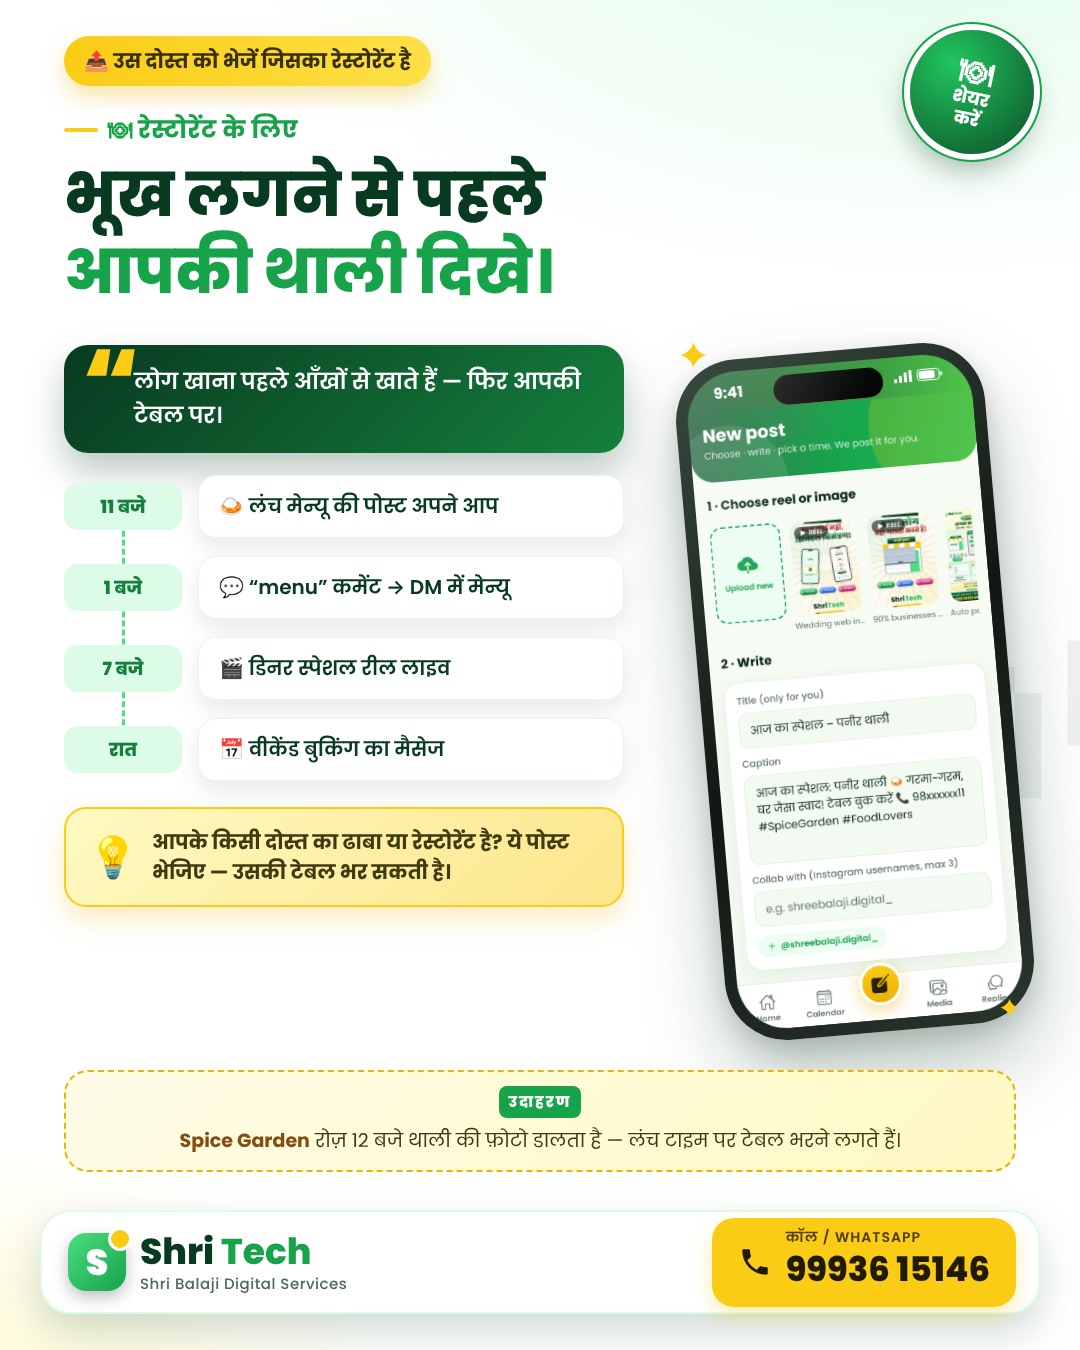 📤 उस दोस्त को भेजें जिसका रेस्टोरेंट है
🍽 शेयर
करें
🍽 रेस्टोरेंट के लिए
भूख लगने से पहले
आपकी थाली दिखे।
“लोग खाना पहले आँखों से खाते हैं — फिर आपकी
टेबल पर।
11 बजे
🍛 लंच मेन्यू की पोस्ट अपने आप
1 बजे
💬 “menu” कमेंट → DM में मेन्यू
7 बजे
🎬 डिनर स्पेशल रील लाइव
रात
📅 वीकेंड बुकिंग का मैसेज
💡 आपके किसी दोस्त का ढाबा या रेस्टोरेंट है? ये पोस्ट
भेजिए — उसकी टेबल भर सकती है।
9:41
New post
Choose · write · pick a time. We post it for you.
1 · Choose reel or image
Upload new
▶ REEL
ShriTech
Wedding web in...
▶ REEL
ShriTech
90% businesses ...
2 · Write
Title (only for you)
आज का स्पेशल – पनीर थाली
Caption
आज का स्पेशल: पनीर थाली 🍛 गरमा-गरम,
घर जैसा स्वाद! टेबल बुक करें 📞 98xxxxxx11
#SpiceGarden #FoodLovers
Collab with (Instagram usernames, max 3)
e.g. shreebalaji.digital_
+ @shreebalaji.digital_
Home
Calendar
Media
उदाहरण
Spice Garden रोज़ 12 बजे थाली की फ़ोटो डालता है — लंच टाइम पर टेबल भरने लगते हैं।
S
Shri Tech
Shri Balaji Digital Services
कॉल / WHATSAPP
99936 15146